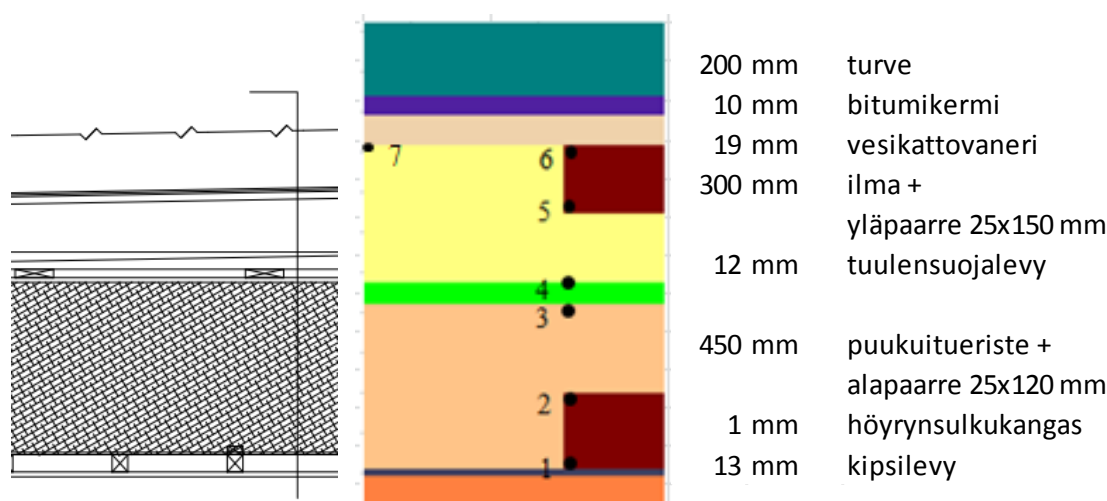 7
6
5
4
3
2
1
200 mm turve
10 mm bitumikermi
19 mm vesikattovaneri
300 mm ilma +
yläpaarre 25x150 mm
12 mm tuulensuojalevy
450 mm puukuitueriste +
alapaarre 25x120 mm
1 mm höyrynsulkukangas
13 mm kipsilevy